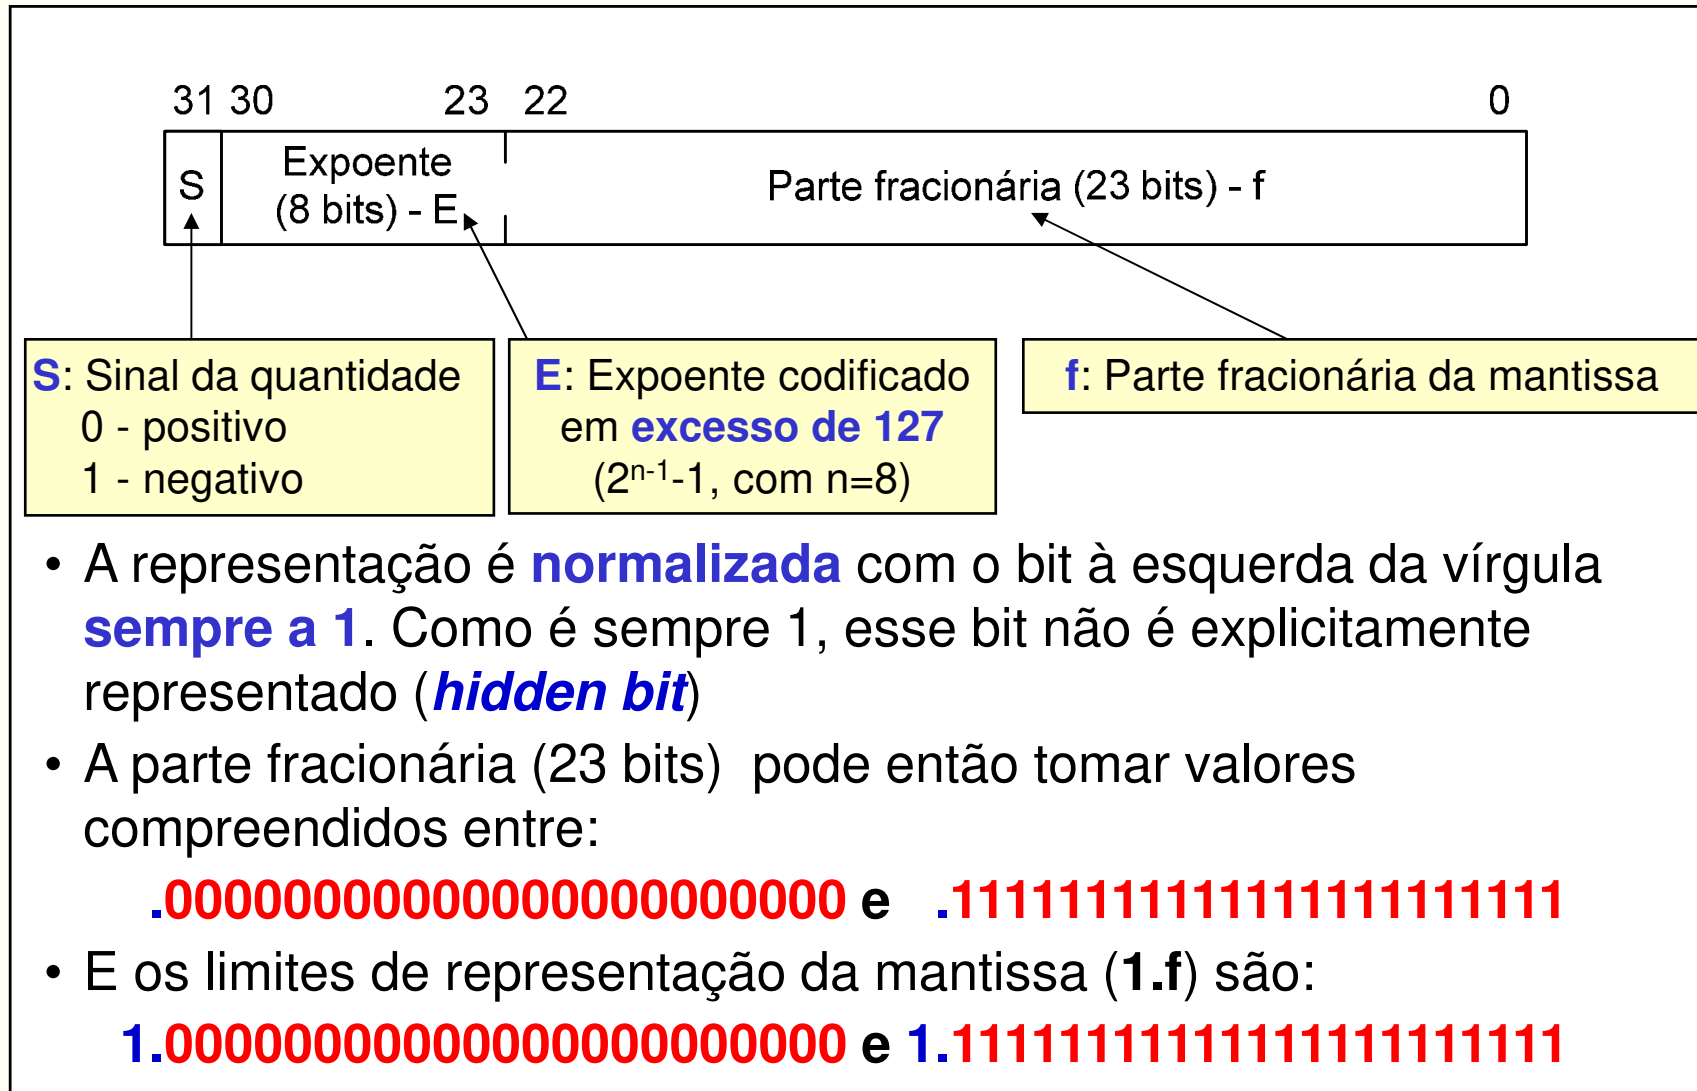 31 30 23 22 0
S
Expoente
(8 bits) - E
Parte fracionária (23 bits) - f
S: Sinal da quantidade
0 - positivo
1 - negativo
E: Expoente codificado
em excesso de 127
(2ⁿ⁻¹-1, com n=8)
f: Parte fracionária da mantissa
• A representação é normalizada com o bit à esquerda da vírgula
sempre a 1. Como é sempre 1, esse bit não é explicitamente
representado (hidden bit)
• A parte fracionária (23 bits) pode então tomar valores
compreendidos entre:
.00000000000000000000000 e .11111111111111111111111
• E os limites de representação da mantissa (1.f) são:
1.00000000000000000000000 e 1.11111111111111111111111